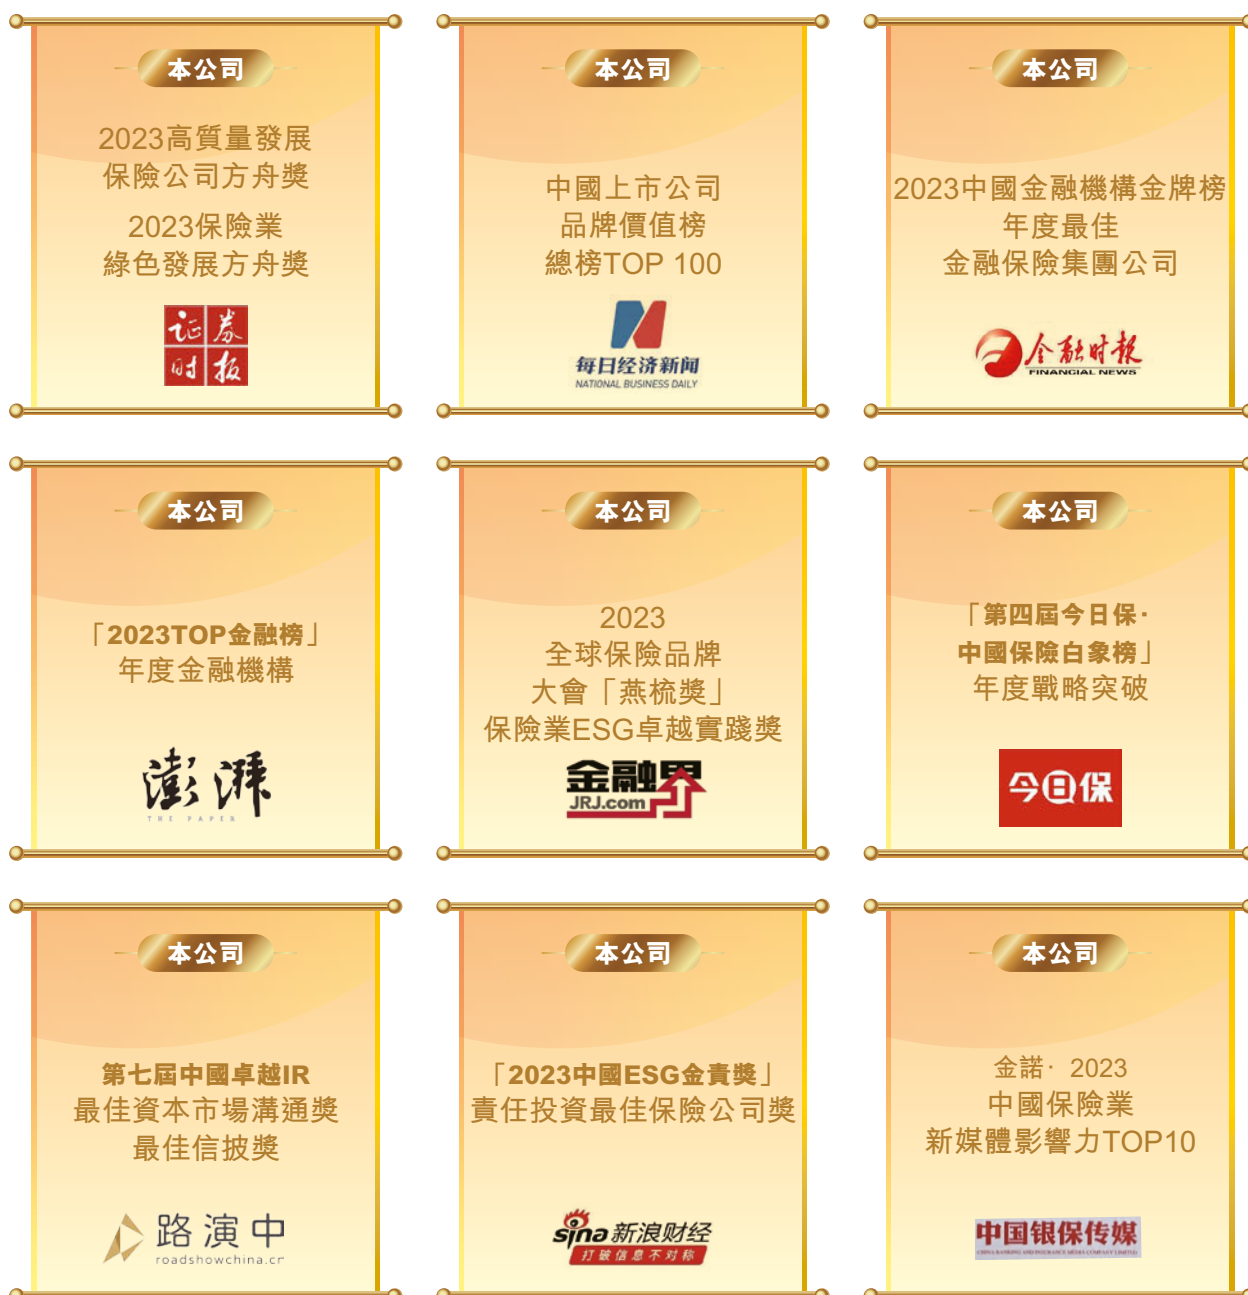 本公司
2023高質量發展
保險公司方舟獎
2023保險業
綠色發展方舟獎
证券
时报
本公司
中國上市公司
品牌價值榜
總榜TOP 100
每日经济新闻
NATIONAL BUSINESS DAILY
本公司
2023中國金融機構金牌榜
年度最佳
金融保險集團公司
金融时报
FINANCIAL NEWS
本公司
「2023TOP金融榜」
年度金融機構
澎湃
THE PAPER
本公司
2023
全球保險品牌
大會「燕梳獎」
保險業ESG卓越實踐獎
金融界
JRJ.com
本公司
「第四屆今日保·
中國保險白象榜」
年度戰略突破
今日保
本公司
第七屆中國卓越IR
最佳資本市場溝通獎
最佳信披獎
路演中
roadshowchina.cn
本公司
「2023中國ESG金責獎」
責任投資最佳保險公司獎
sina新浪财经
打破信息不对称
本公司
金諾·2023
中國保險業
新媒體影響力TOP10
中国银保传媒
CHINA BANKING AND INSURANCE MEDIA COMPANY LIMITED